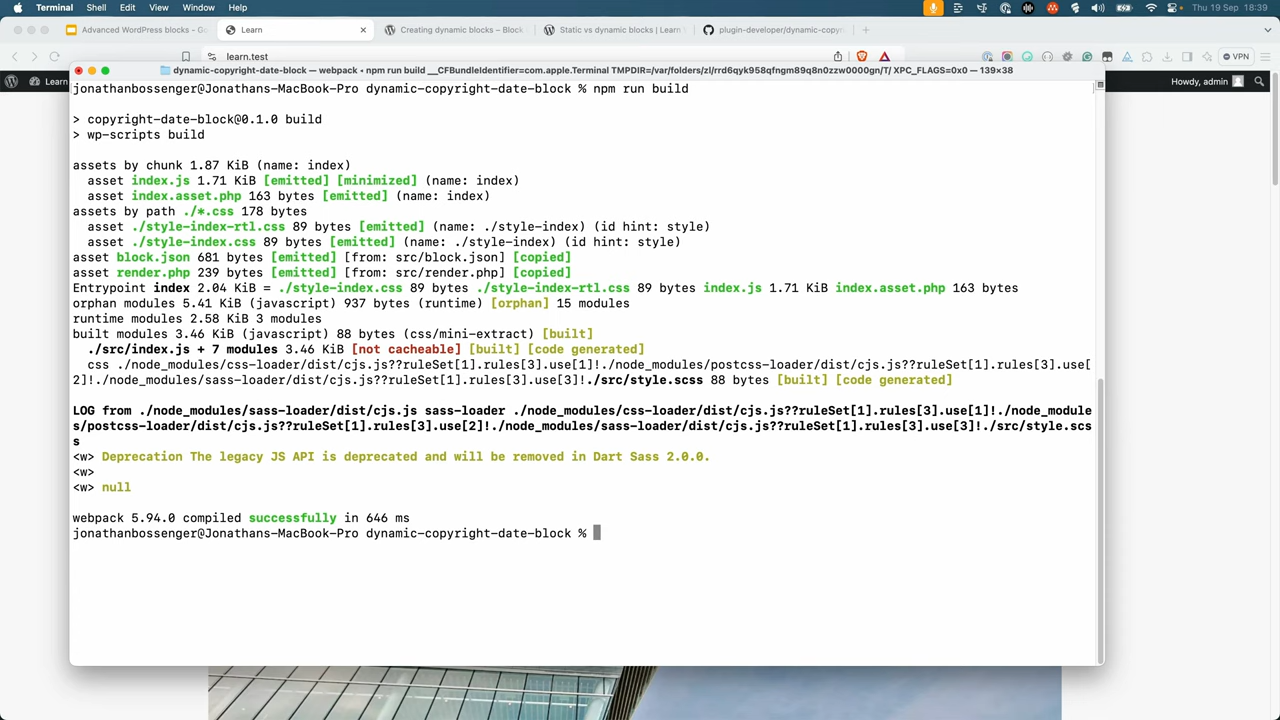 Terminal Shell Edit View Window Help Thu 19 Sep 18:39
Advanced WordPress blocks - Gu Learn Creating dynamic blocks – Block Static vs dynamic blocks | Learn plugin-developer/dynamic-copyr
learn.test VPN
dynamic-copyright-date-block — webpack ◂ npm run build __CFBundleIdentifier=com.apple.Terminal TMPDIR=/var/folders/zl/rrd6qyk958qfngm89q8n0zzw0000gn/T/ XPC_FLAGS=0x0 — 139×38
Learn Howdy, admin
jonathanbossenger@Jonathans-MacBook-Pro dynamic-copyright-date-block % npm run build
> copyright-date-block@0.1.0 build
> wp-scripts build
assets by chunk 1.87 KiB (name: index)
asset index.js 1.71 KiB [emitted] [minimized] (name: index)
asset index.asset.php 163 bytes [emitted] (name: index)
assets by path ./*.css 178 bytes
asset ./style-index-rtl.css 89 bytes [emitted] (name: ./style-index) (id hint: style)
asset ./style-index.css 89 bytes [emitted] (name: ./style-index) (id hint: style)
asset block.json 681 bytes [emitted] [from: src/block.json] [copied]
asset render.php 239 bytes [emitted] [from: src/render.php] [copied]
Entrypoint index 2.04 KiB = ./style-index.css 89 bytes ./style-index-rtl.css 89 bytes index.js 1.71 KiB index.asset.php 163 bytes
orphan modules 5.41 KiB (javascript) 937 bytes (runtime) [orphan] 15 modules
runtime modules 2.58 KiB 3 modules
built modules 3.46 KiB (javascript) 88 bytes (css/mini-extract) [built]
./src/index.js + 7 modules 3.46 KiB [not cacheable] [built] [code generated]
css ./node_modules/css-loader/dist/cjs.js??ruleSet[1].rules[3].use[1]!./node_modules/postcss-loader/dist/cjs.js??ruleSet[1].rules[3].use[
2]!./node_modules/sass-loader/dist/cjs.js??ruleSet[1].rules[3].use[3]!./src/style.scss 88 bytes [built] [code generated]
LOG from ./node_modules/sass-loader/dist/cjs.js sass-loader ./node_modules/css-loader/dist/cjs.js??ruleSet[1].rules[3].use[1]!./node_module
s/postcss-loader/dist/cjs.js??ruleSet[1].rules[3].use[2]!./node_modules/sass-loader/dist/cjs.js??ruleSet[1].rules[3].use[3]!./src/style.scs
s
<w> Deprecation The legacy JS API is deprecated and will be removed in Dart Sass 2.0.0.
<w>
<w> null
webpack 5.94.0 compiled successfully in 646 ms
jonathanbossenger@Jonathans-MacBook-Pro dynamic-copyright-date-block %